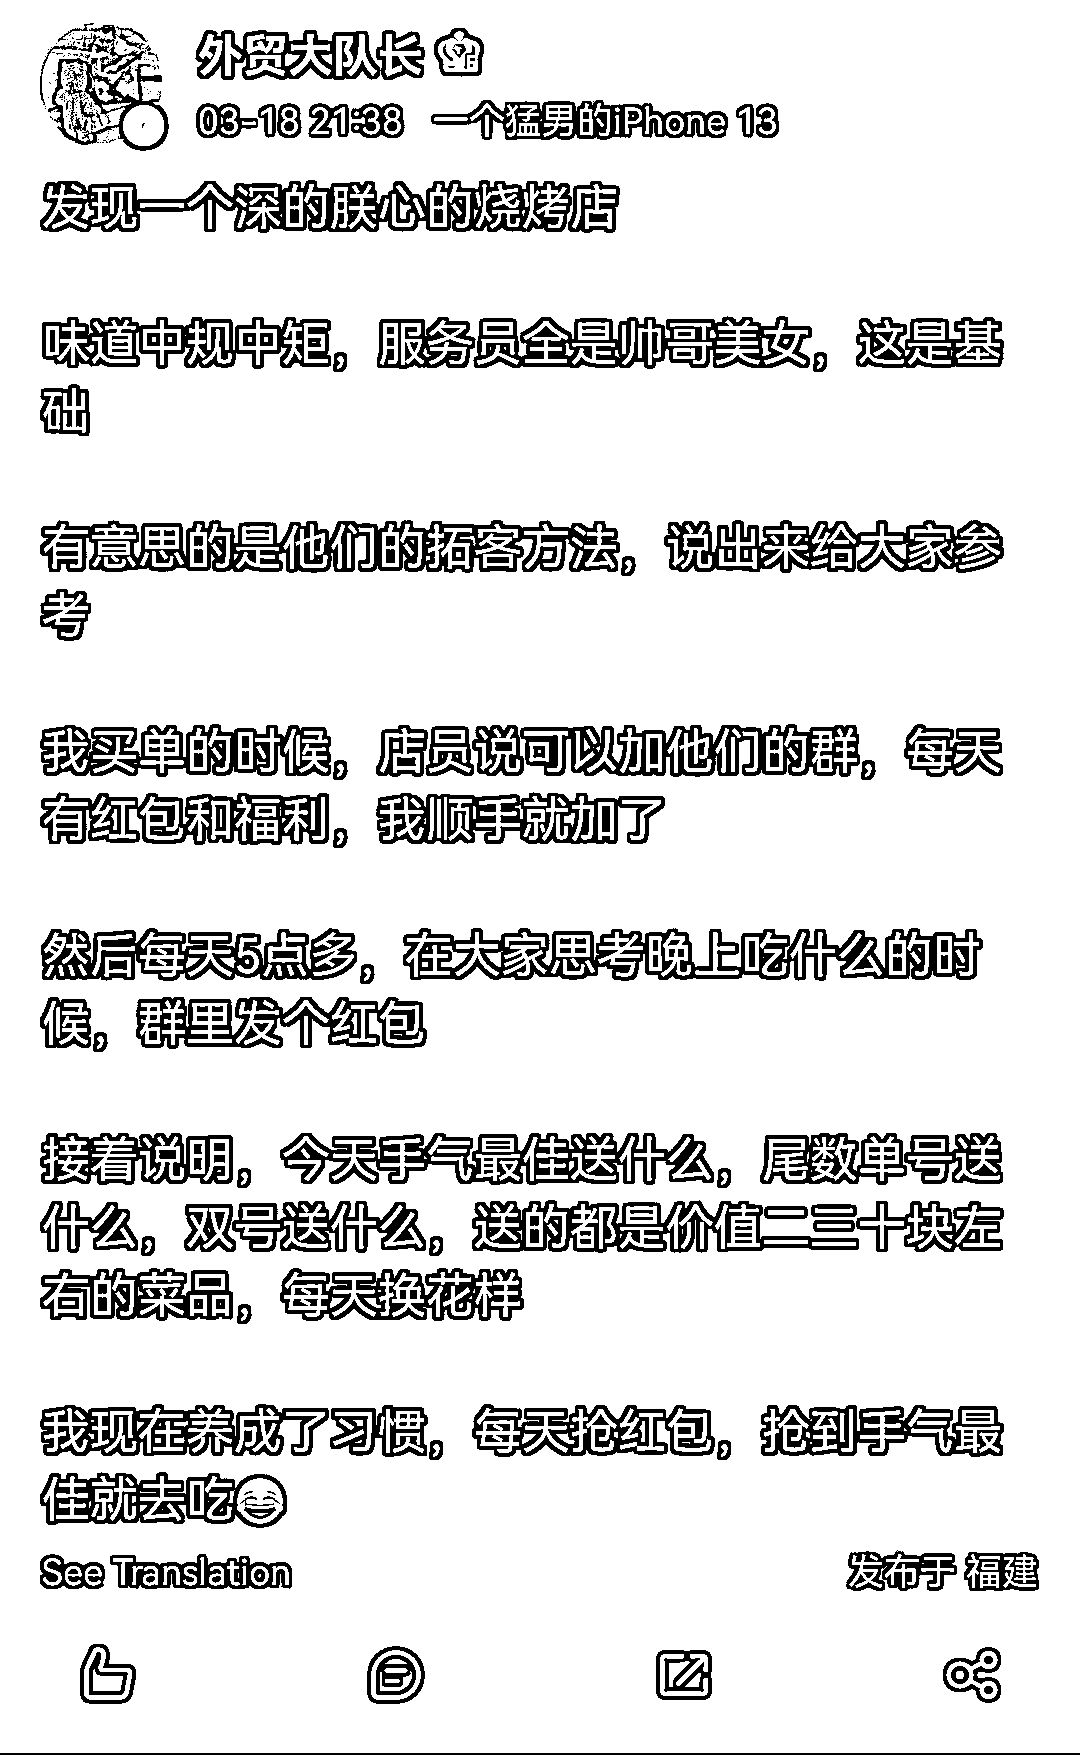 外贸大队长
03-18 21:38 一个猛男的iPhone 13
发现一个深的朕心的烧烤店
味道中规中矩，服务员全是帅哥美女，这是基
础
有意思的是他们的拓客方法，说出来给大家参
考
我买单的时候，店员说可以加他们的群，每天
有红包和福利，我顺手就加了
然后每天5点多，在大家思考晚上吃什么的时
候，群里发个红包
接着说明，今天手气最佳送什么，尾数单号送
什么，双号送什么，送的都是价值二三十块左
右的菜品，每天换花样
我现在养成了习惯，每天抢红包，抢到手气最
佳就去吃😂
See Translation
发布于 福建